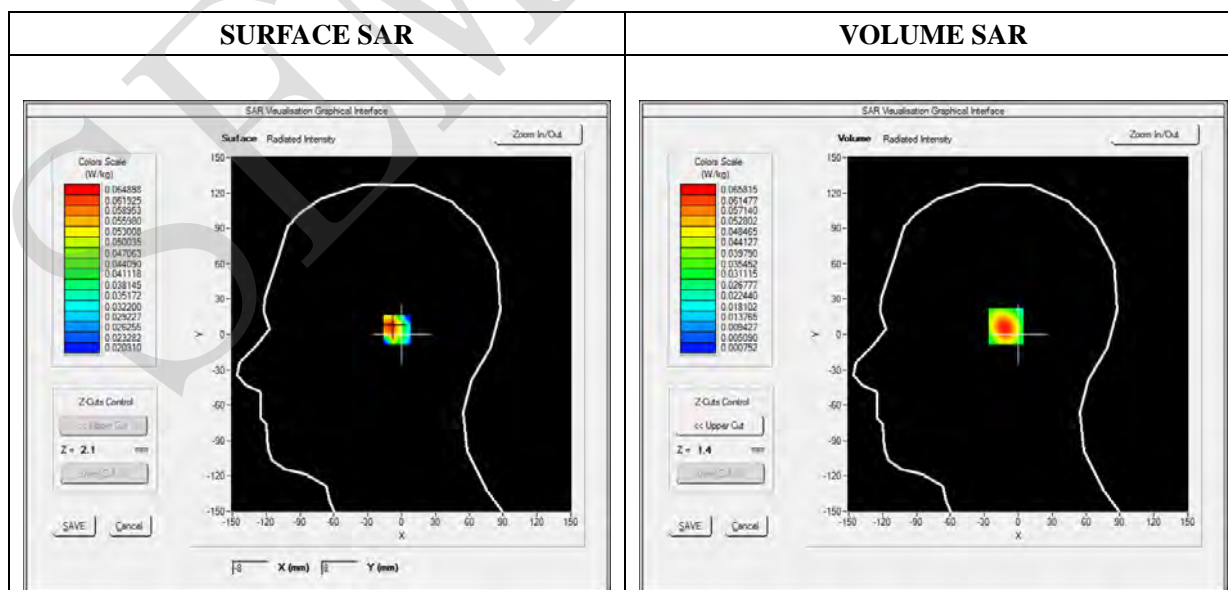 SURFACE SAR
SAR Visualisation Graphical Interface
Surface Radiated Intensity
Zoom In/Out
Colors Scale
(W/kg)
0.064898
0.061925
0.058953
0.055980
0.053008
0.050035
0.047063
0.044090
0.041118
0.038145
0.035172
0.032200
0.029227
0.026255
0.023282
0.020310
Z-Cuts Control
<< Upper Cut
Z = 2.1 mm
SAVE
Cancel
150
120
90
60
30
0
-30
-60
-90
-120
-150
Y
-150 -120 -90 -60 -30 0 30 60 90 120 150
X
-8 X (mm) 8 Y (mm)
VOLUME SAR
SAR Visualisation Graphical Interface
Volume Radiated Intensity
Zoom In/Out
Colors Scale
(W/kg)
0.065815
0.061477
0.057140
0.052802
0.048465
0.044127
0.039790
0.035452
0.031115
0.026777
0.022440
0.018102
0.013765
0.009427
0.005090
0.000752
Z-Cuts Control
<< Upper Cut
Z = 1.4 mm
SAVE
Cancel
150
120
90
60
30
0
-30
-60
-90
-120
-150
Y
-150 -120 -90 -60 -30 0 30 60 90 120 150
X